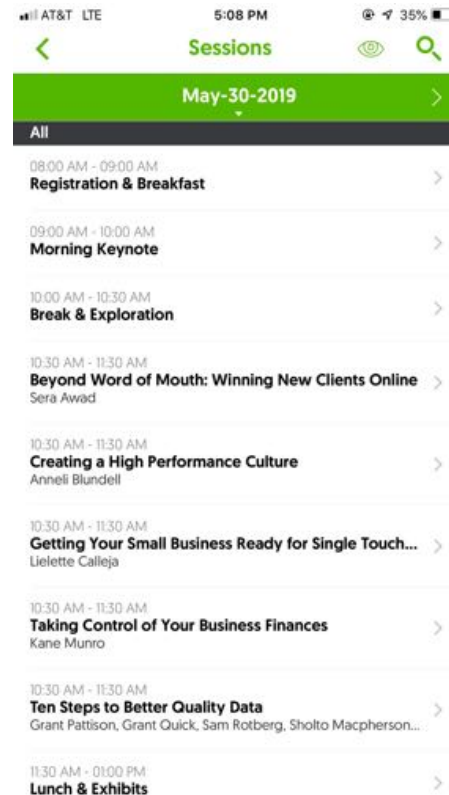 AT&T LTE 5:08 PM 35%
Sessions
May-30-2019
All
08:00 AM - 09:00 AM
Registration & Breakfast
09:00 AM - 10:00 AM
Morning Keynote
10:00 AM - 10:30 AM
Break & Exploration
10:30 AM - 11:30 AM
Beyond Word of Mouth: Winning New Clients Online
Sera Awad
10:30 AM - 11:30 AM
Creating a High Performance Culture
Anneli Blundell
10:30 AM - 11:30 AM
Getting Your Small Business Ready for Single Touch...
Lielette Calleja
10:30 AM - 11:30 AM
Taking Control of Your Business Finances
Kane Munro
10:30 AM - 11:30 AM
Ten Steps to Better Quality Data
Grant Pattison, Grant Quick, Sam Rotberg, Sholto Macpherson...
11:30 AM - 01:00 PM
Lunch & Exhibits